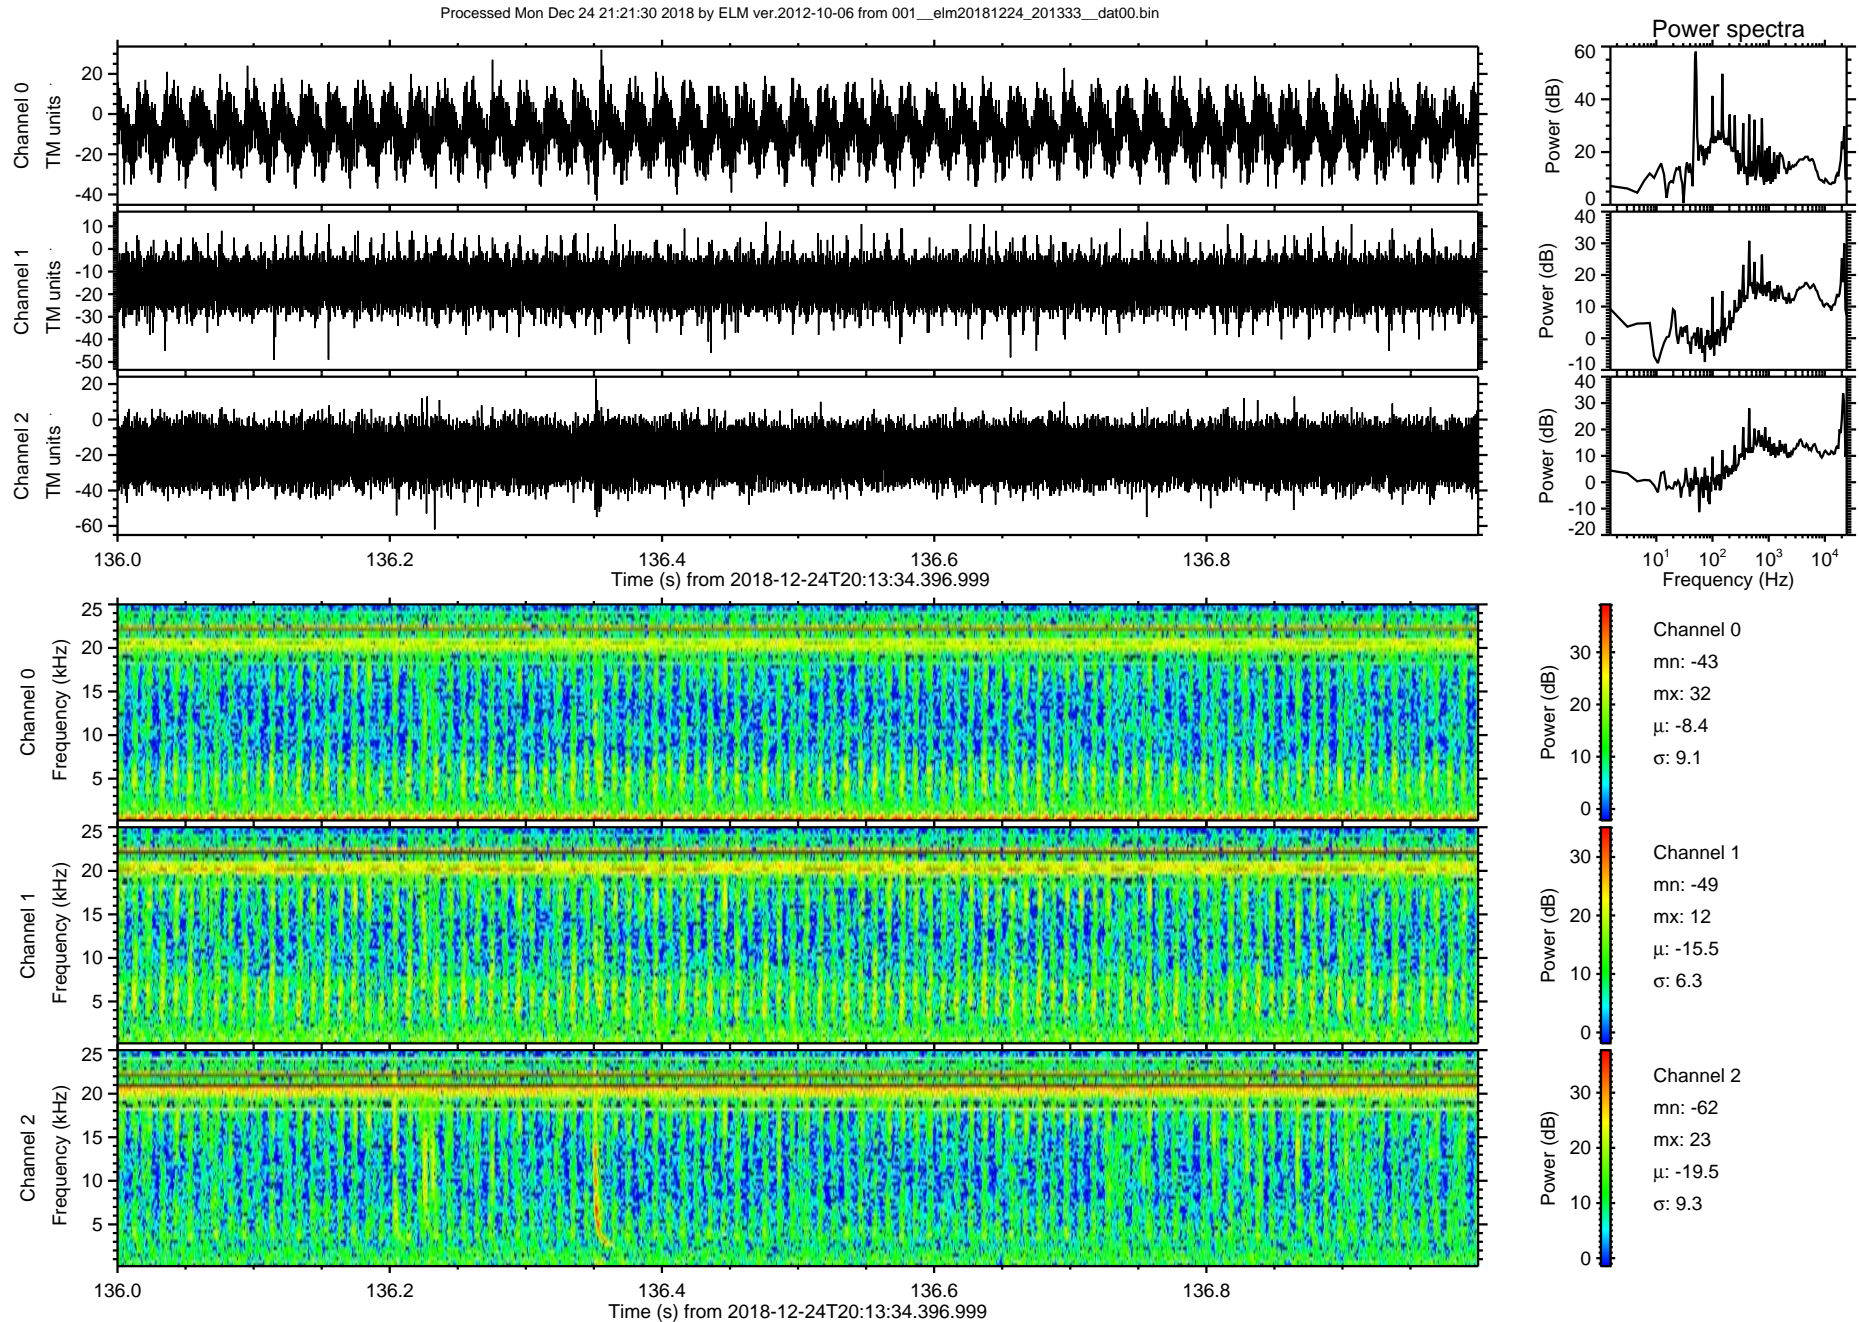 Processed Mon Dec 24 21:21:30 2018 by ELM ver.2012-10-06 from 001__elm20181224_201333__dat00.bin
Power spectra
Channel 0
TM units
20
0
-20
-40
Power (dB)
60
40
20
0
Channel 1
TM units
10
0
-10
-20
-30
-40
-50
Power (dB)
40
30
20
10
0
-10
Channel 2
TM units
20
0
-20
-40
-60
Power (dB)
40
30
20
10
0
-10
-20
136.0 136.2 136.4 136.6 136.8
Time (s) from 2018-12-24T20:13:34.396.999
10^1 10^2 10^3 10^4
Frequency (Hz)
Channel 0
Frequency (kHz)
25
20
15
10
5
Power (dB)
30
20
10
0
Channel 0
mn: -43
mx: 32
μ: -8.4
σ: 9.1
Channel 1
Frequency (kHz)
25
20
15
10
5
Power (dB)
30
20
10
0
Channel 1
mn: -49
mx: 12
μ: -15.5
σ: 6.3
Channel 2
Frequency (kHz)
25
20
15
10
5
Power (dB)
30
20
10
0
Channel 2
mn: -62
mx: 23
μ: -19.5
σ: 9.3
136.0 136.2 136.4 136.6 136.8
Time (s) from 2018-12-24T20:13:34.396.999